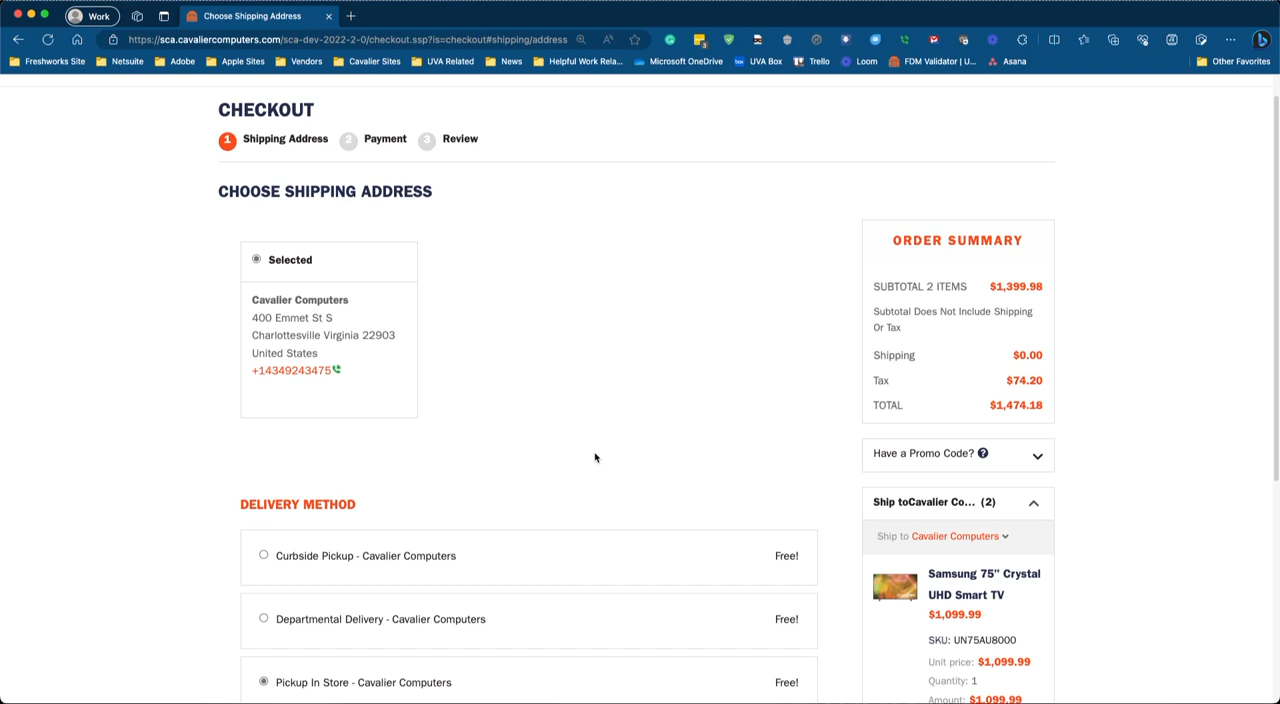 Work
Choose Shipping Address
https://sca.cavaliercomputers.com/sca-dev-2022-2-0/checkout.ssp?is=checkout#shipping/address
Freshworks Site
Netsuite
Adobe
Apple Sites
Vendors
Cavalier Sites
UVA Related
News
Helpful Work Rela...
Microsoft OneDrive
UVA Box
Trello
Loom
FDM Validator | U...
Asana
Other Favorites
CHECKOUT
1 Shipping Address 2 Payment 3 Review
CHOOSE SHIPPING ADDRESS
Selected
Cavalier Computers
400 Emmet St S
Charlottesville Virginia 22903
United States
+14349243475
DELIVERY METHOD
Curbside Pickup - Cavalier Computers Free!
Departmental Delivery - Cavalier Computers Free!
Pickup In Store - Cavalier Computers Free!
ORDER SUMMARY
SUBTOTAL 2 ITEMS $1,399.98
Subtotal Does Not Include Shipping
Or Tax
Shipping $0.00
Tax $74.20
TOTAL $1,474.18
Have a Promo Code? ?
Ship toCavalier Co... (2)
Ship to Cavalier Computers
Samsung 75" Crystal
UHD Smart TV
$1,099.99
SKU: UN75AU8000
Unit price: $1,099.99
Quantity: 1
Amount: $1,099.99